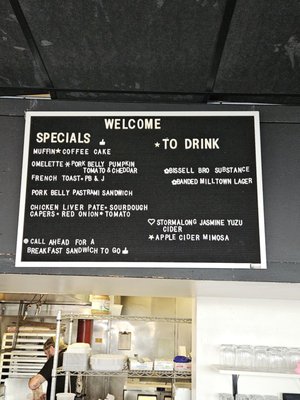 WELCOME
SPECIALS
MUFFIN★COFFEE CAKE
OMELETTE★PORK BELLY PUMPKIN
TOMATO & CHEDDAR
FRENCH TOAST★PB & J
PORK BELLY PASTRAMI SANDWICH
CHICKEN LIVER PATE★SOURDOUGH
CAPERS★RED ONION★TOMATO
CALL AHEAD FOR A
BREAKFAST SANDWICH TO GO
★ TO DRINK
BISSELL BRO SUBSTANCE
BANDED MILLTOWN LAGER
♡ STORMALONG JASMINE YUZU
CIDER
★ APPLE CIDER MIMOSA